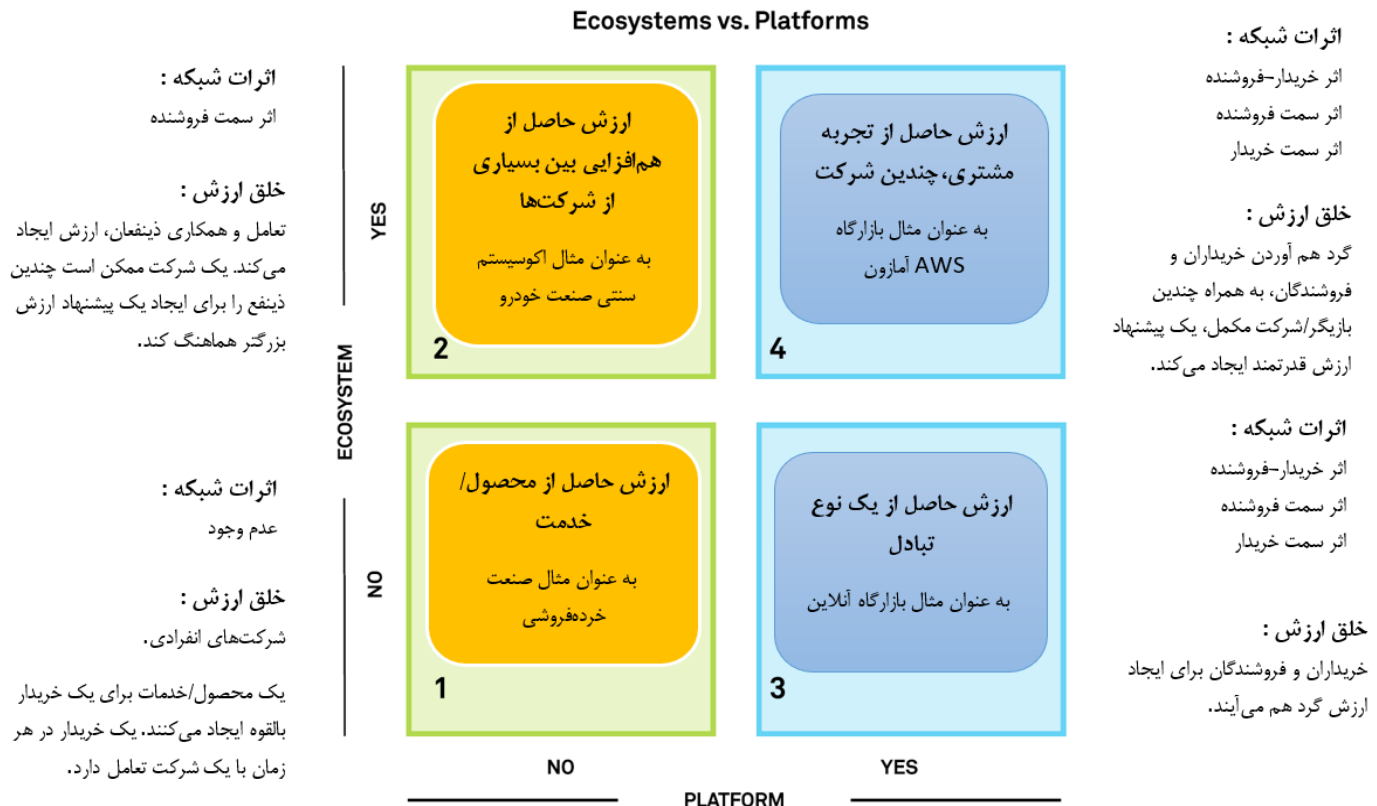 Ecosystems vs. Platforms
اثرات شبکه :
اثر سمت فروشنده
خلق ارزش :
تعامل و همکاری ذینفعان، ارزش ایجاد
می‌کند. یک شرکت ممکن است چندین
ذینفع را برای ایجاد یک پیشنهاد ارزش
بزرگتر هماهنگ کند.
YES
ارزش حاصل از
هم‌افزایی بین بسیاری
از شرکت‌ها
به عنوان مثال اکوسیستم
سنتی صنعت خودرو
2
ارزش حاصل از تجربه
مشتری، چندین شرکت
به عنوان مثال بازارگاه
AWS آمازون
4
اثرات شبکه :
اثر خریدار-فروشنده
اثر سمت فروشنده
اثر سمت خریدار
خلق ارزش :
گرد هم آوردن خریداران و
فروشندگان، به همراه چندین
بازیگر/شرکت مکمل، یک پیشنهاد
ارزش قدرتمند ایجاد می‌کند.
ECOSYSTEM
اثرات شبکه :
عدم وجود
خلق ارزش :
شرکت‌های انفرادی.
یک محصول/خدمات برای یک خریدار
بالقوه ایجاد می‌کنند. یک خریدار در هر
زمان با یک شرکت تعامل دارد.
NO
ارزش حاصل از محصول/
خدمت
به عنوان مثال صنعت
خرده‌فروشی
1
ارزش حاصل از یک نوع
تبادل
به عنوان مثال بازارگاه آنلاین
3
اثرات شبکه :
اثر خریدار-فروشنده
اثر سمت فروشنده
اثر سمت خریدار
خلق ارزش :
خریداران و فروشندگان برای ایجاد
ارزش گرد هم می‌آیند.
NO
YES
PLATFORM